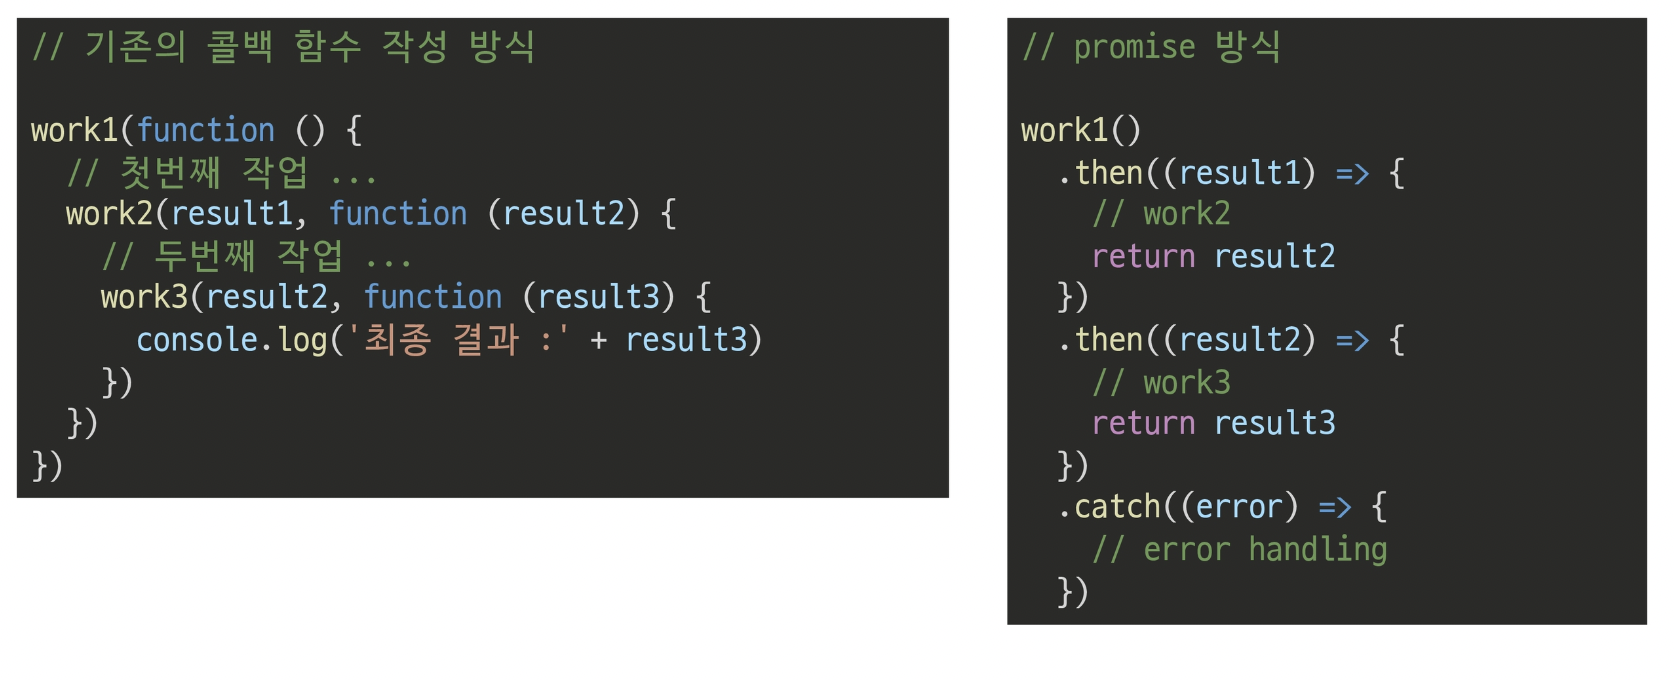 // 기존의 콜백 함수 작성 방식

work1(function () {
  // 첫번째 작업 ...
  work2(result1, function (result2) {
    // 두번째 작업 ...
    work3(result2, function (result3) {
      console.log('최종 결과 :' + result3)
    })
  })
})

// promise 방식

work1()
  .then((result1) => {
    // work2
    return result2
  })
  .then((result2) => {
    // work3
    return result3
  })
  .catch((error) => {
    // error handling
  })